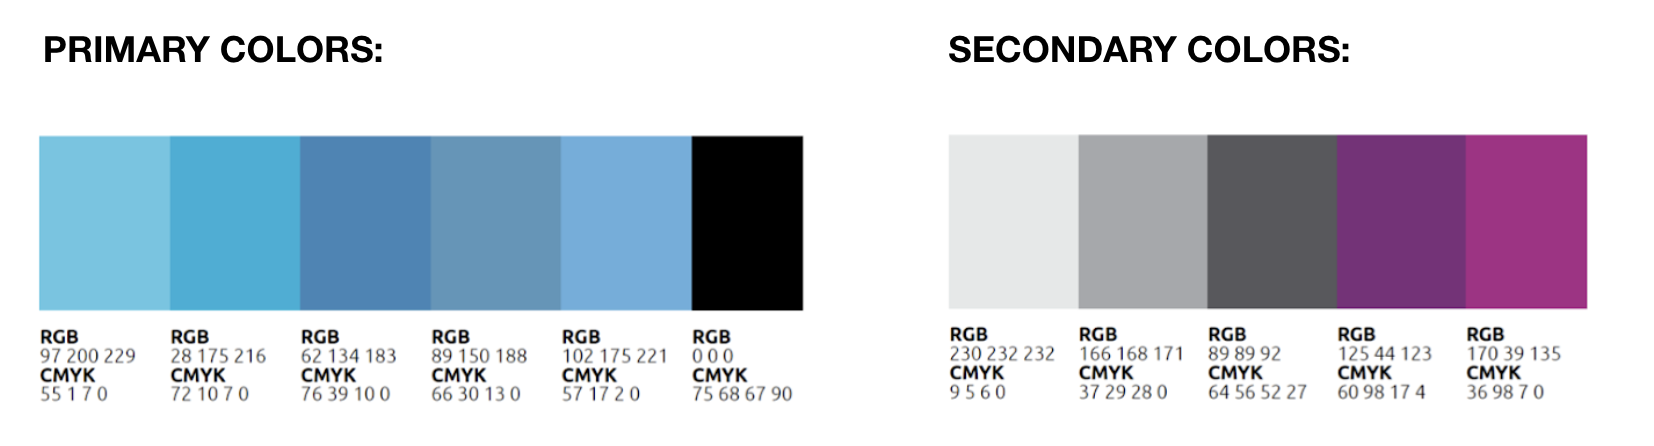 PRIMARY COLORS:
RGB
97 200 229
CMYK
55 1 7 0
RGB
28 175 216
CMYK
72 10 7 0
RGB
62 134 183
CMYK
76 39 10 0
RGB
89 150 188
CMYK
66 30 13 0
RGB
102 175 221
CMYK
57 17 2 0
RGB
0 0 0
CMYK
75 68 67 90
SECONDARY COLORS:
RGB
230 232 232
CMYK
9 5 6 0
RGB
166 168 171
CMYK
37 29 28 0
RGB
89 89 92
CMYK
64 56 52 27
RGB
125 44 123
CMYK
60 98 17 4
RGB
170 39 135
CMYK
36 98 7 0